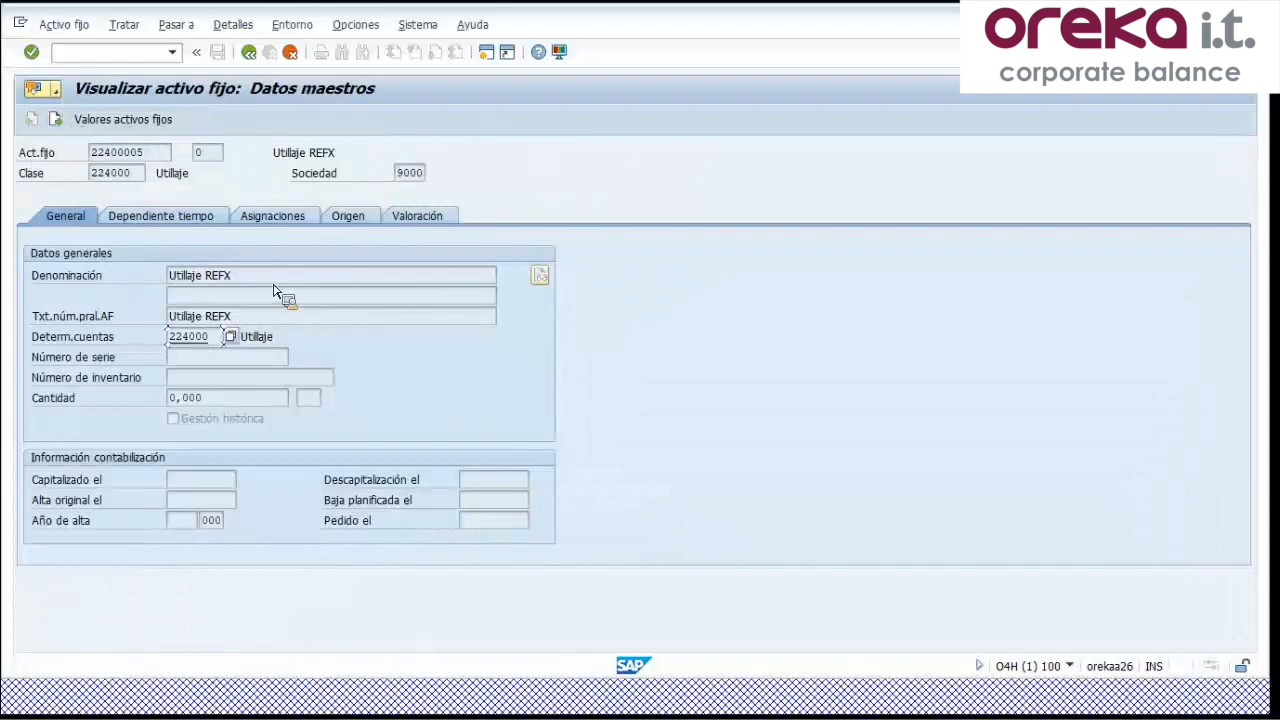 Activo fijo Tratar Pasar a Detalles Entorno Opciones Sistema Ayuda
oreka i.t.
corporate balance
Visualizar activo fijo: Datos maestros
Valores activos fijos
Act.fijo 22400005 0 Utillaje REFX
Clase 224000 Utillaje Sociedad 9000
General Dependiente tiempo Asignaciones Origen Valoración
Datos generales
Denominación Utillaje REFX
Txt.núm.pral.AF Utillaje REFX
Determ.cuentas 224000 Utillaje
Número de serie
Número de inventario
Cantidad 0,000
Gestión histórica
Información contabilización
Capitalizado el Descapitalización el
Alta original el Baja planificada el
Año de alta 000 Pedido el
SAP O4H (1) 100 orekaa26 INS